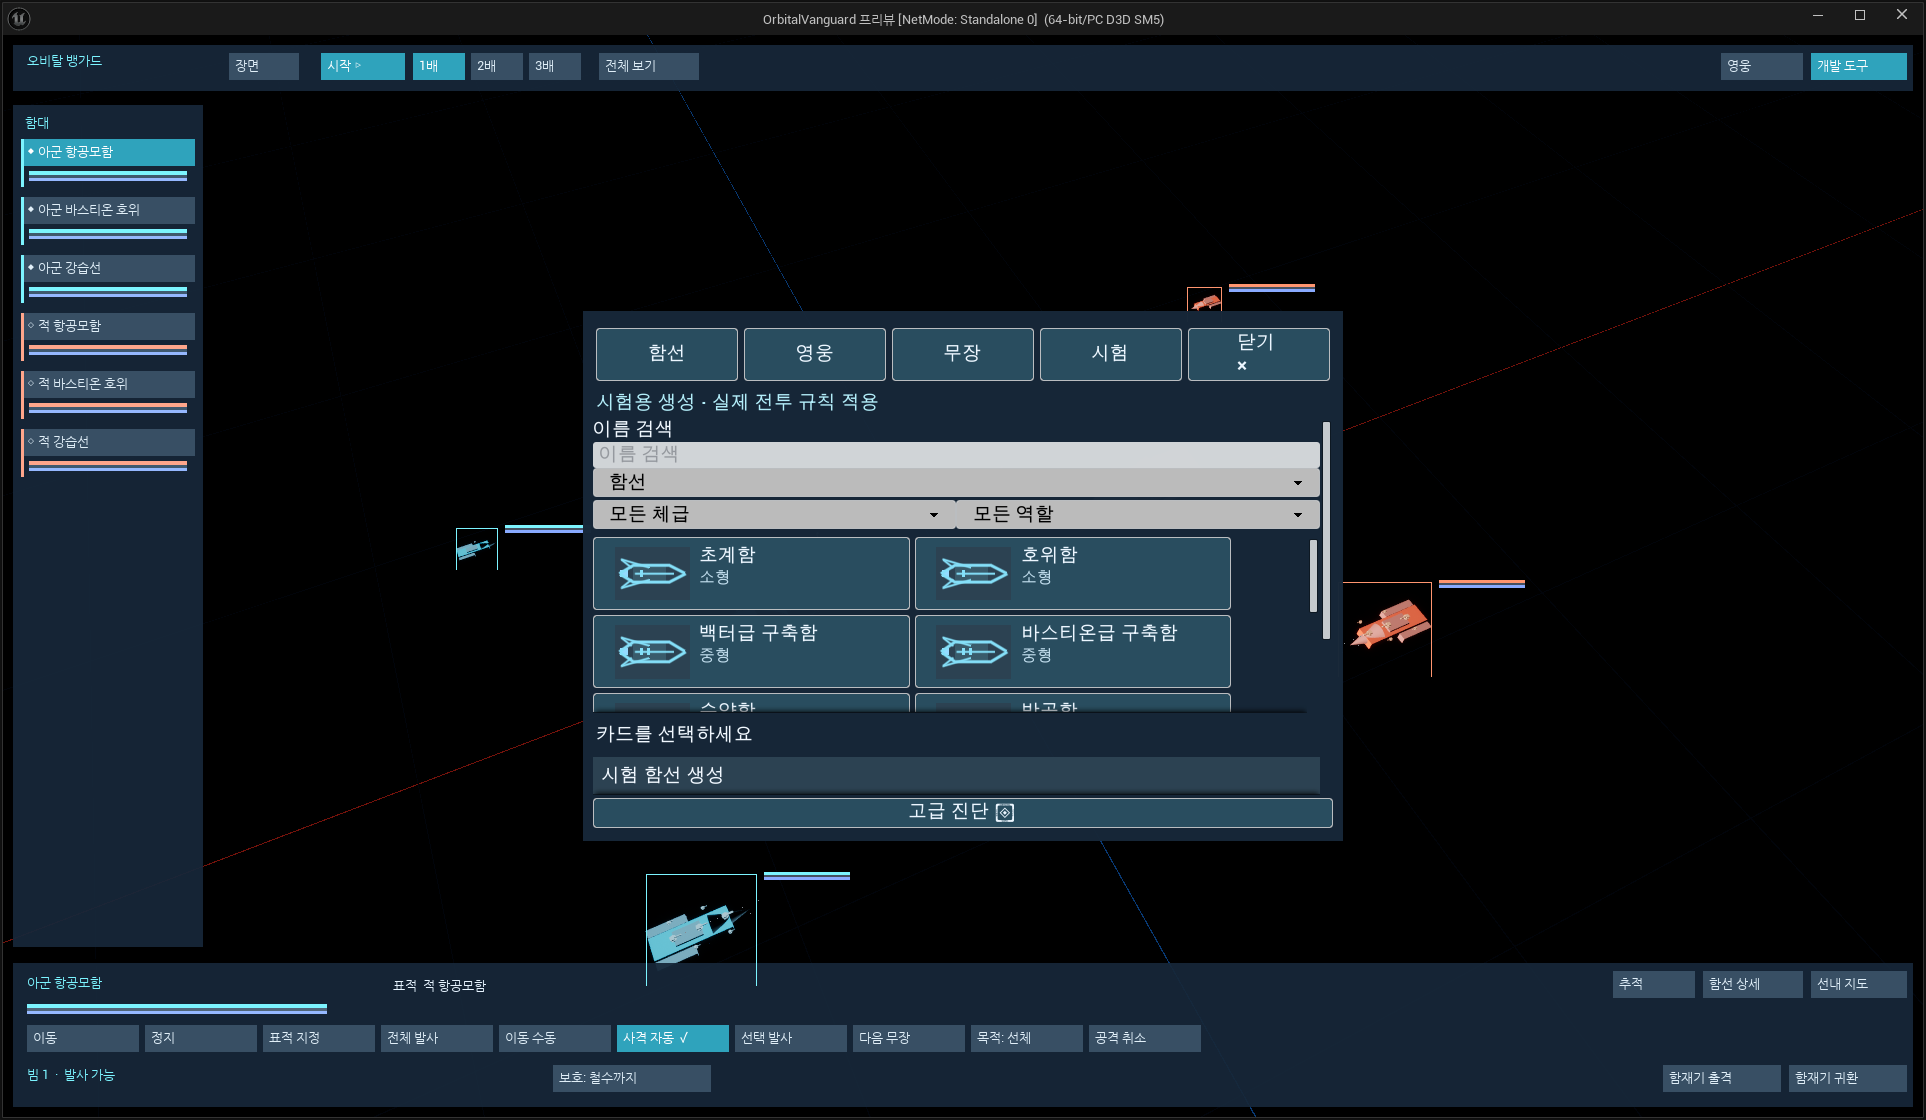 OrbitalVanguard 프리뷰 [NetMode: Standalone 0] (64-bit/PC D3D SM5)
오비탈 뱅가드
장면
시작 ▷
1배
2배
3배
전체 보기
영웅
개발 도구
함대
◆ 아군 항공모함
◆ 아군 바스티온 호위
◆ 아군 강습선
◇ 적 항공모함
◇ 적 바스티온 호위
◇ 적 강습선
함선
영웅
무장
시험
닫기
×
시험용 생성 · 실제 전투 규칙 적용
이름 검색
이름 검색
함선
모든 체급
모든 역할
초계함
소형
호위함
소형
백터급 구축함
중형
바스티온급 구축함
중형
카드를 선택하세요
시험 함선 생성
고급 진단
아군 항공모함
표적 적 항공모함
추적
함선 상세
선내 지도
이동
정지
표적 지정
전체 발사
이동 수동
사격 자동 √
선택 발사
다음 무장
목적: 선체
공격 취소
빔 1 · 발사 가능
보호: 철수까지
함재기 출격
함재기 귀환